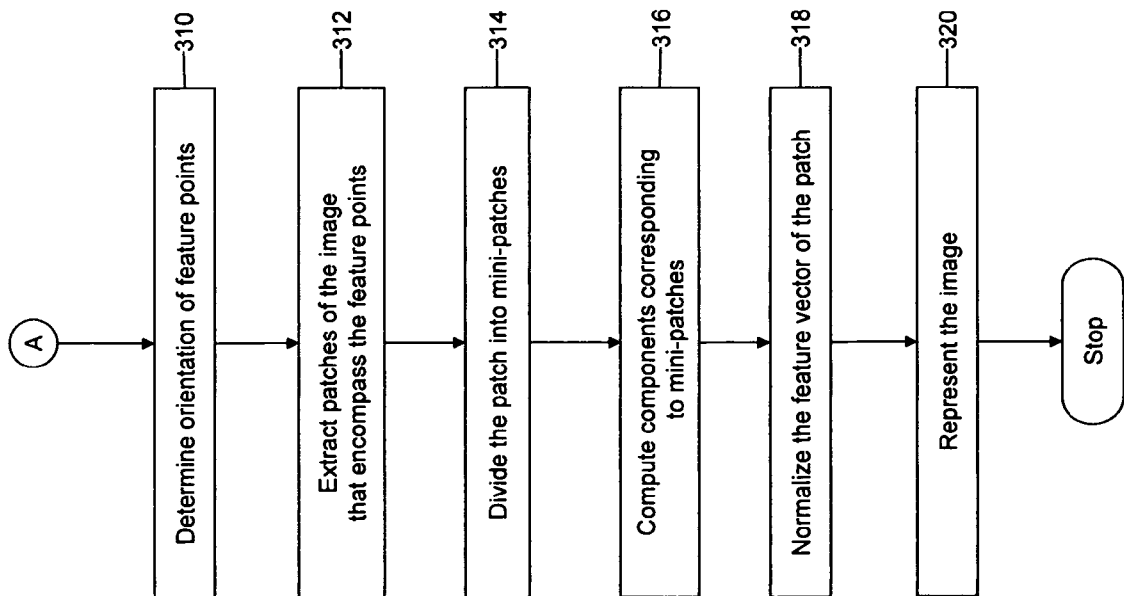 A
Determine orientation of feature points
310
Extract patches of the image
that encompass the feature points
312
Divide the patch into mini-patches
314
Compute components corresponding
to mini-patches
316
Normalize the feature vector of the patch
318
Represent the image
320
Stop